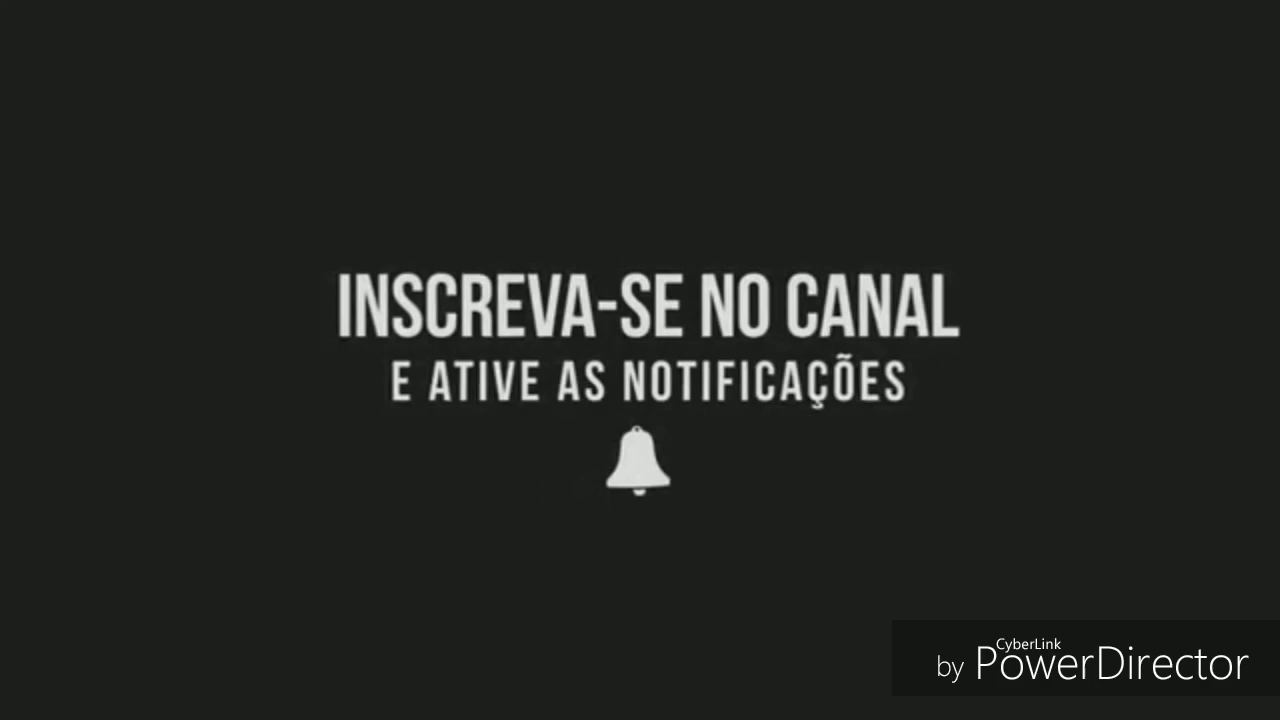 INSCREVA-SE NO CANAL
E ATIVE AS NOTIFICAÇÕES
CyberLink
by PowerDirector